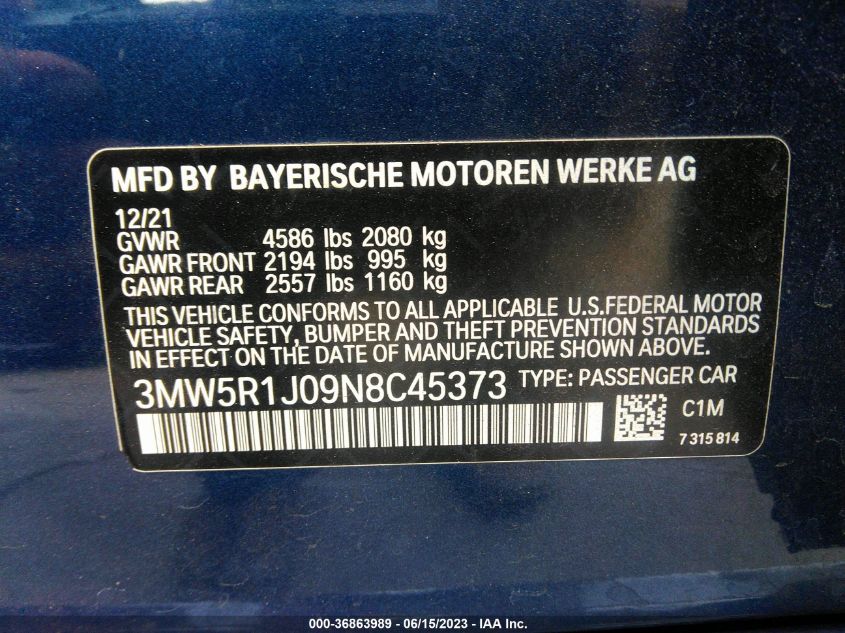 MFD BY BAYERISCHE MOTOREN WERKE AG
12/21
GVWR 4586 lbs 2080 kg
GAWR FRONT 2194 lbs 995 kg
GAWR REAR 2557 lbs 1160 kg
THIS VEHICLE CONFORMS TO ALL APPLICABLE U.S.FEDERAL MOTOR
VEHICLE SAFETY, BUMPER AND THEFT PREVENTION STANDARDS
IN EFFECT ON THE DATE OF MANUFACTURE SHOWN ABOVE.
3MW5R1J09N8C45373 TYPE: PASSENGER CAR
C1M
7 315 814
000-36863989 - 06/15/2023 - IAA Inc.